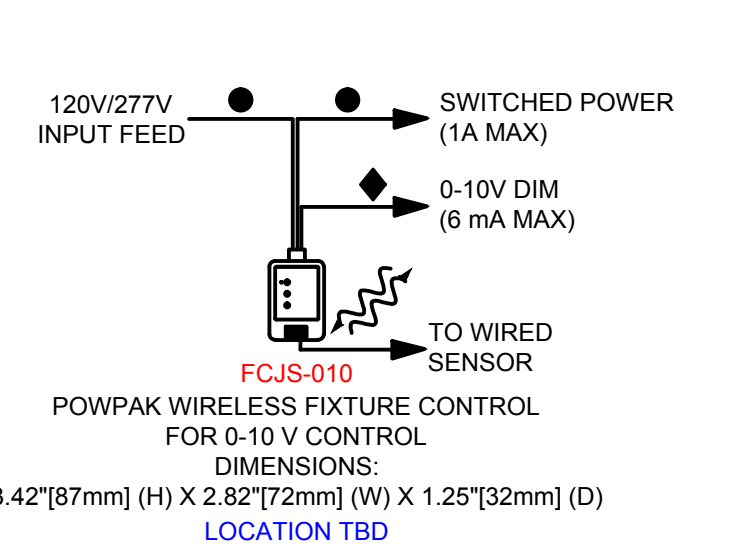 120V/277V
INPUT FEED
SWITCHED POWER
(1A MAX)
0-10V DIM
(6 mA MAX)
TO WIRED
SENSOR
FCJS-010
POWPAK WIRELESS FIXTURE CONTROL
FOR 0-10 V CONTROL
DIMENSIONS:
3.42"[87mm] (H) X 2.82"[72mm] (W) X 1.25"[32mm] (D)
LOCATION TBD